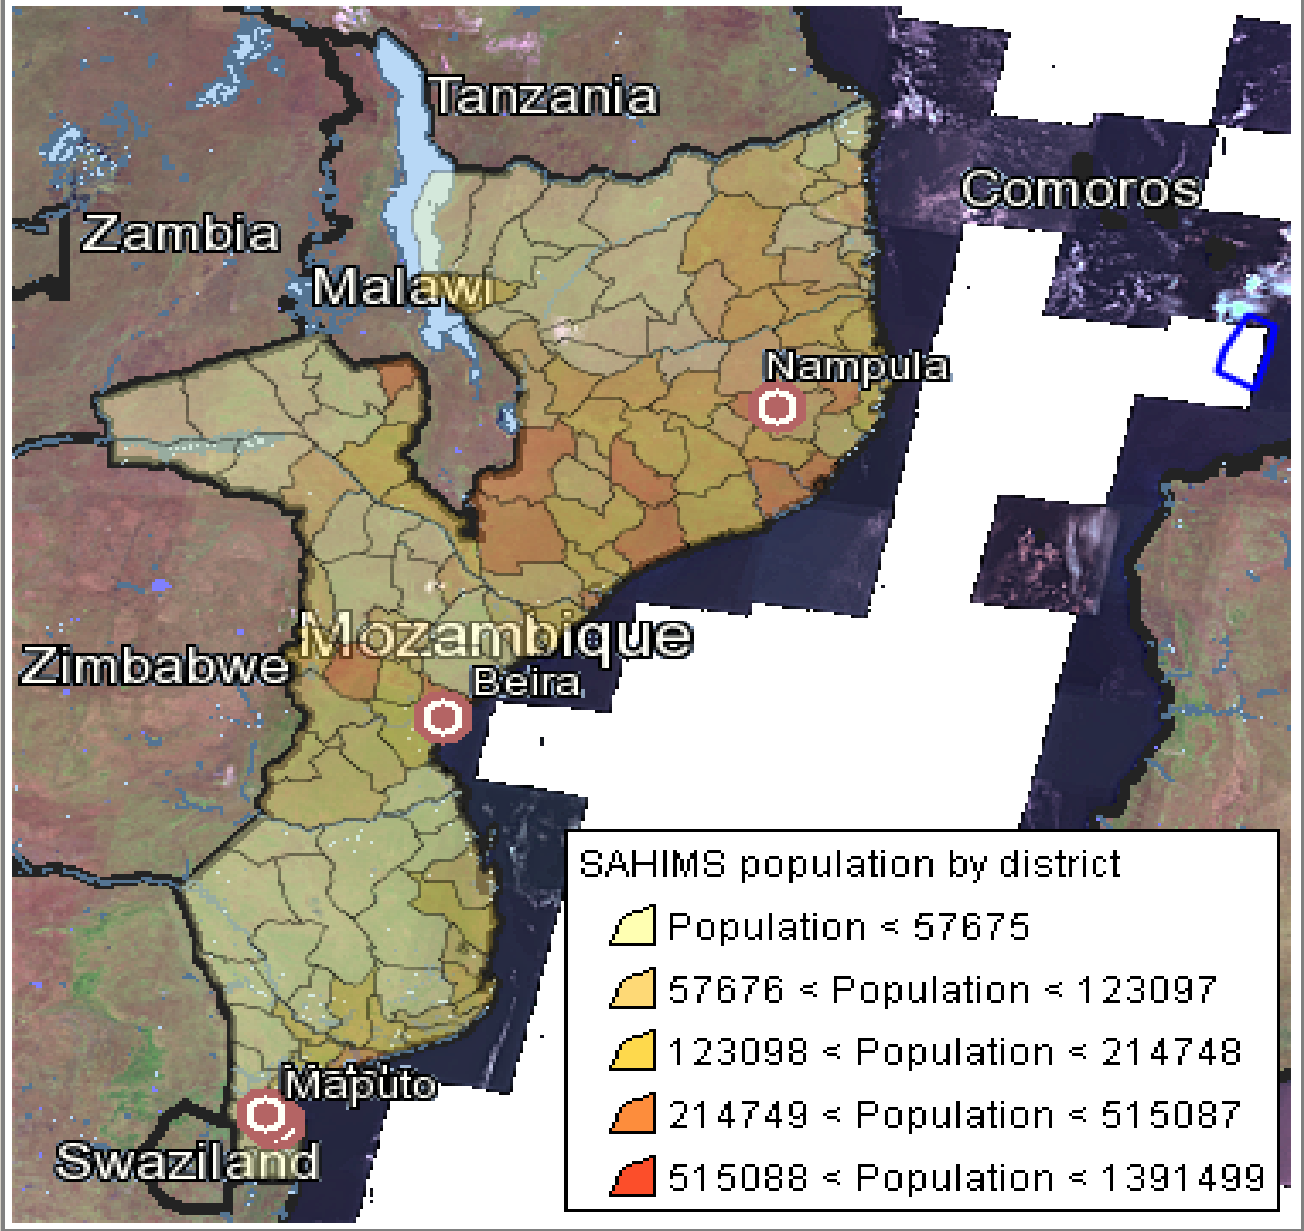 Tanzania
Comoros
Zambia
Malawi
Nampula
Mozambique
Zimbabwe
Beira
SAHIMS population by district
Population < 57675
57676 < Population < 123097
123098 < Population < 214748
214749 < Population < 515087
515088 < Population < 1391499
Maputo
Swaziland